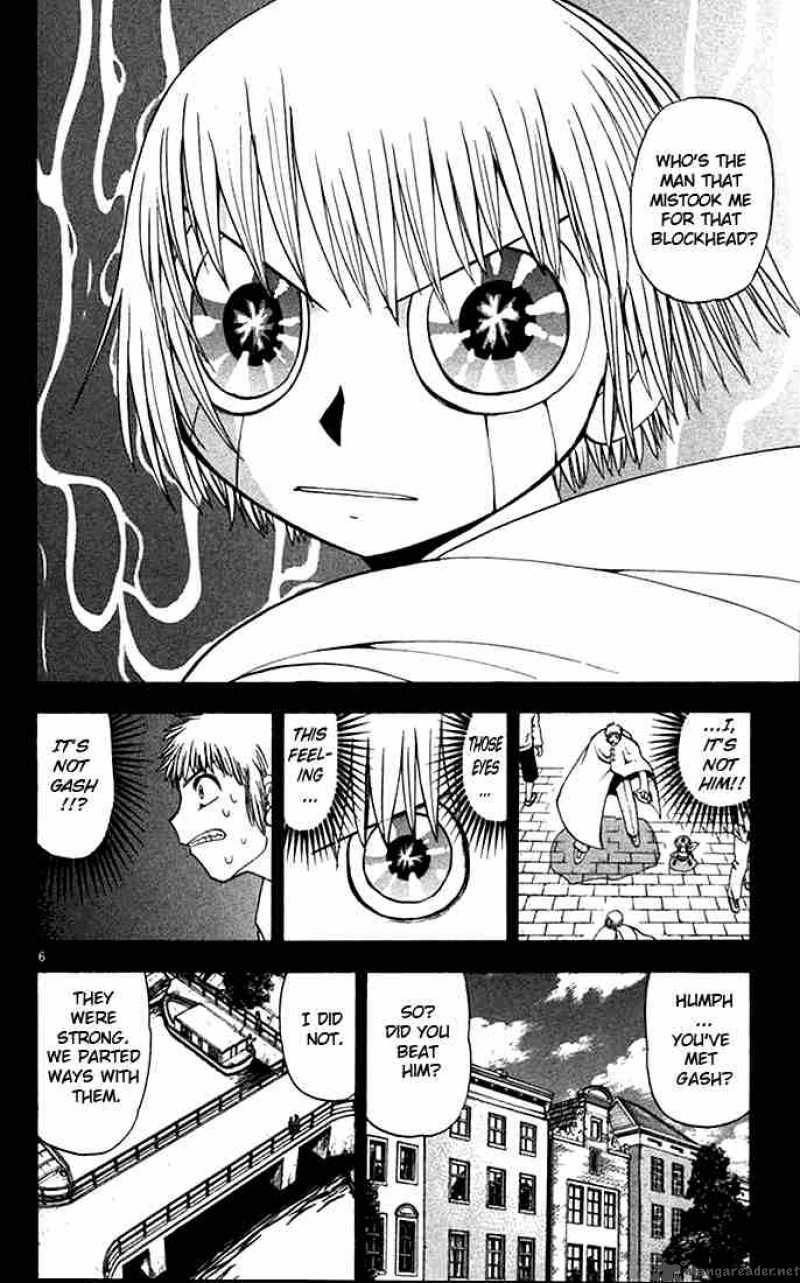 WHO'S THE
MAN THAT
MISTOOK ME
FOR THAT
BLOCKHEAD?
...I,
IT'S
NOT
HIM!!
THOSE
EYES
...
THIS
FEEL-
ING
...
IT'S
NOT
GASH
!!?
6
HUMPH
...
YOU'VE
MET
GASH?
SO?
DID YOU
BEAT
HIM?
I DID
NOT.
THEY
WERE
STRONG.
WE PARTED
WAYS WITH
THEM.
mangareader.net